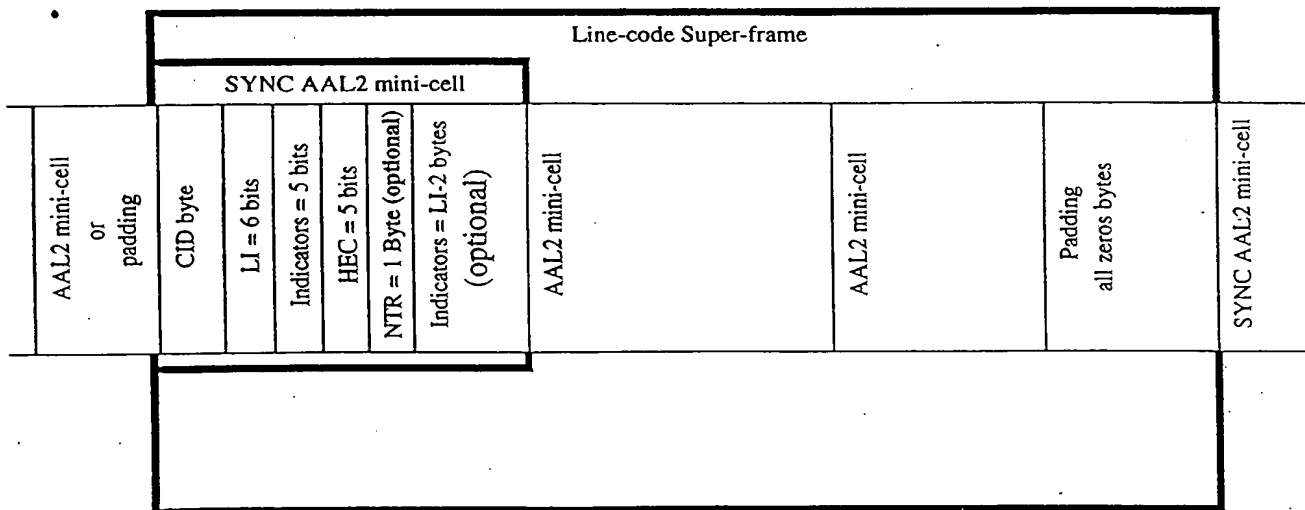 Line-code Super-frame
SYNC AAL2 mini-cell
AAL2 mini-cell
or
padding
CID byte
LI = 6 bits
Indicators = 5 bits
HEC = 5 bits
NTR = 1 Byte (optional)
Indicators = LI-2 bytes
(optional)
AAL2 mini-cell
AAL2 mini-cell
Padding
all zeros bytes
SYNC AAL2 mini-cell